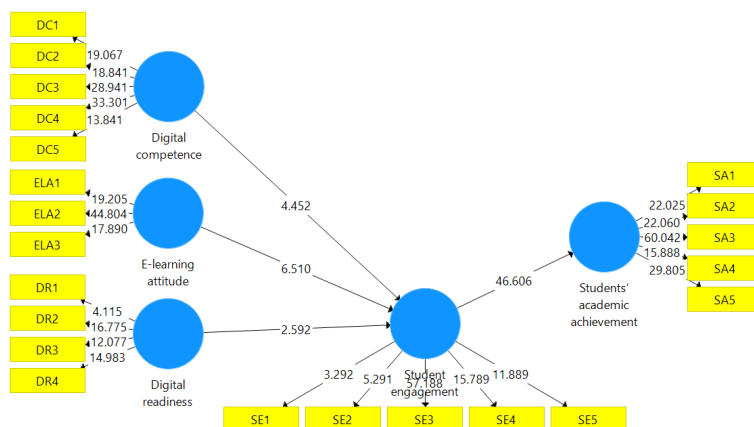 DC1
19.067
DC2
18.841
DC3
28.941
DC4
33.301
DC5
13.841
Digital
competence
ELA1
19.205
ELA2
44.804
ELA3
17.890
E-learning
attitude
DR1
4.115
DR2
16.775
DR3
12.077
DR4
14.983
Digital
readiness
4.452
6.510
2.592
Student
engagement
3.292
5.291
57.188
15.789
11.889
SE1
SE2
SE3
SE4
SE5
46.606
Students'
academic
achievement
22.025
22.060
60.042
15.888
29.805
SA1
SA2
SA3
SA4
SA5